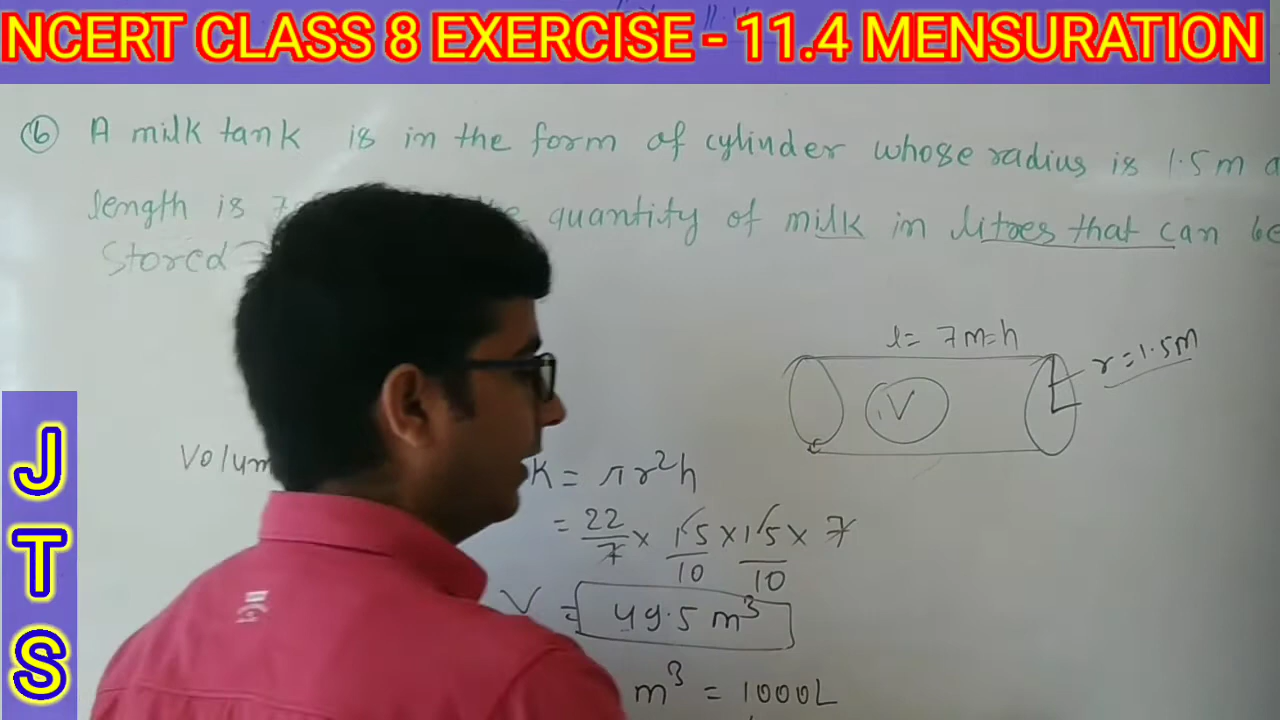 NCERT CLASS 8 EXERCISE - 11.4 MENSURATION
6 A milk tank is in the form of cylinder whose radius is 1.5 m a
length is quantity of milk in litres that can be
Stored
l = 7m=h
r=1.5m
V
Volum
K = πr²h
= 22/7 × 15/10 × 15/10 × 7
V = 49.5 m³
m³ = 1000L
J
T
S